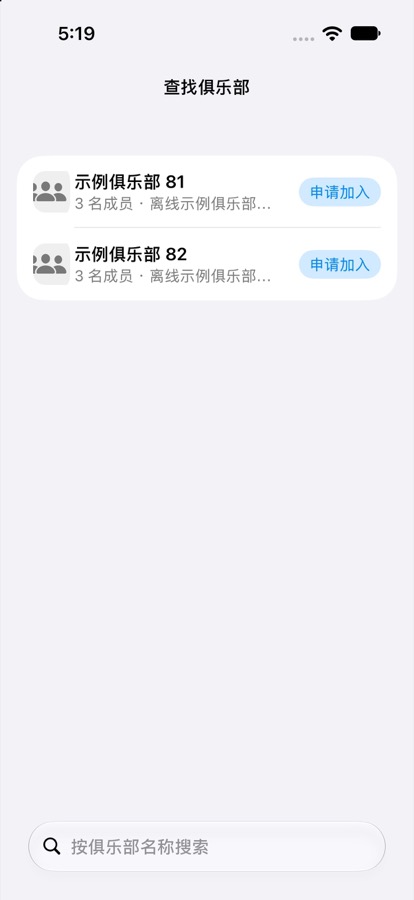 5:19
查找俱乐部
示例俱乐部 81
3 名成员 · 离线示例俱乐部...
申请加入
示例俱乐部 82
3 名成员 · 离线示例俱乐部...
申请加入
按俱乐部名称搜索